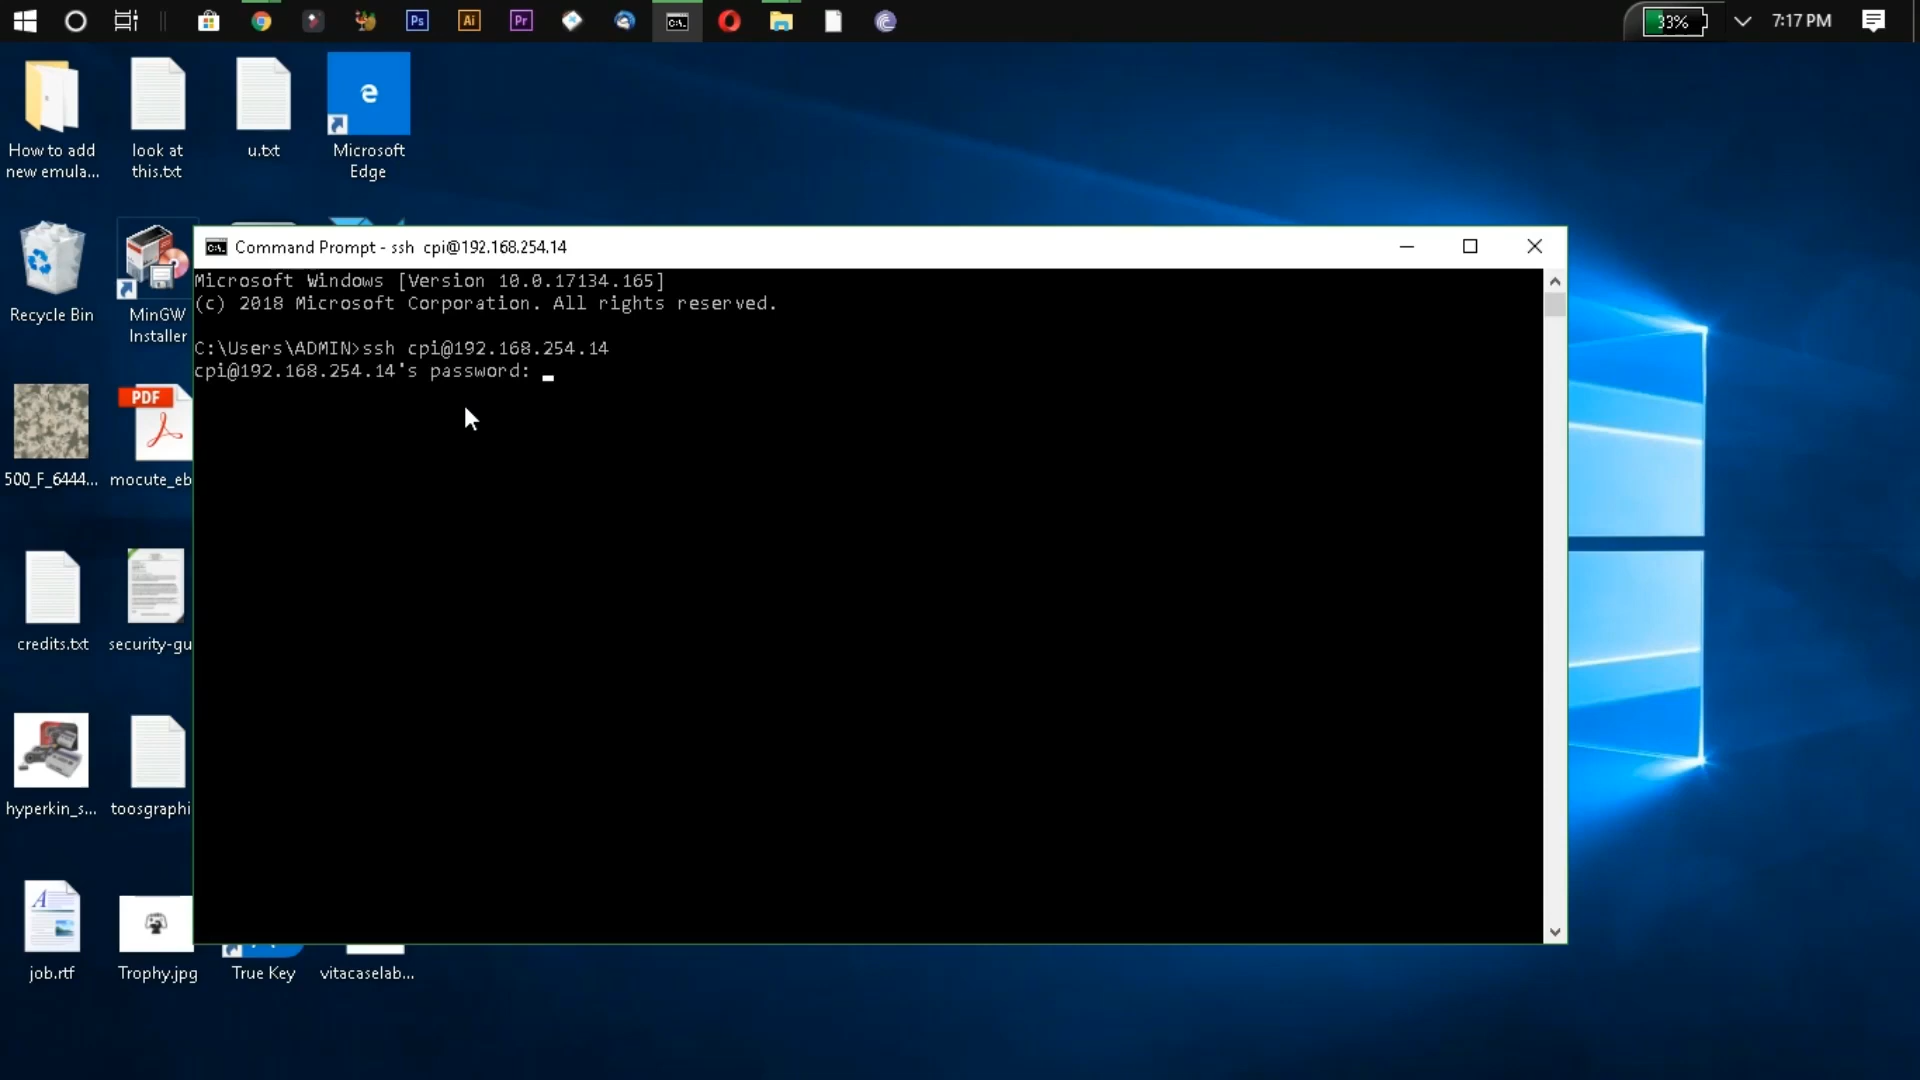 Ps
Ai
Pr
33%
7:17 PM
How to add
new emula...
look at
this.txt
u.txt
Microsoft
Edge
Recycle Bin
MinGW
Installer
500_F_6444...
PDF
mocute_eb
credits.txt
security-gu
hyperkin_s...
toosgraphi
job.rtf
Trophy.jpg
True Key
vitacaselab...
Command Prompt - ssh  cpi@192.168.254.14
Microsoft Windows [Version 10.0.17134.165]
(c) 2018 Microsoft Corporation. All rights reserved.
C:\Users\ADMIN>ssh cpi@192.168.254.14
cpi@192.168.254.14's password: